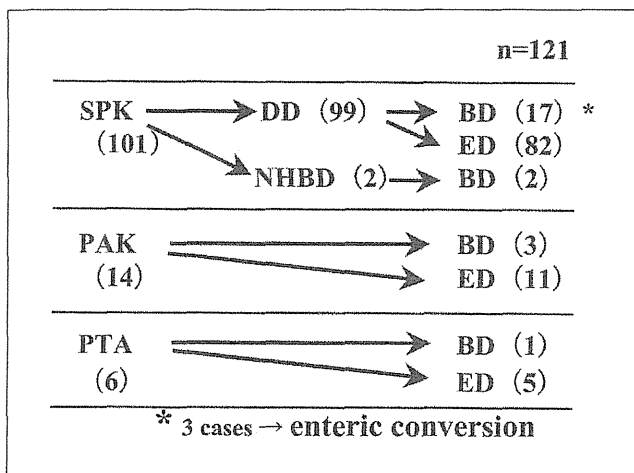 n=121
SPK → DD (99) → BD (17) *
(101) ED (82)
NHBD (2) → BD (2)
PAK → BD (3)
(14) ED (11)
PTA → BD (1)
(6) ED (5)
* 3 cases → enteric conversion